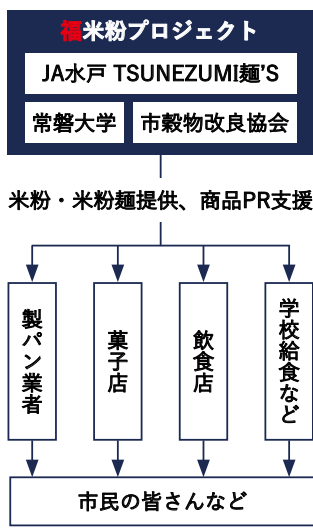 福米粉プロジェクト
JA水戸 TSUNEZUMI麺'S
常磐大学
市穀物改良協会
米粉・米粉麺提供、商品PR支援
製パン業者
菓子店
飲食店
学校給食など
市民の皆さんなど